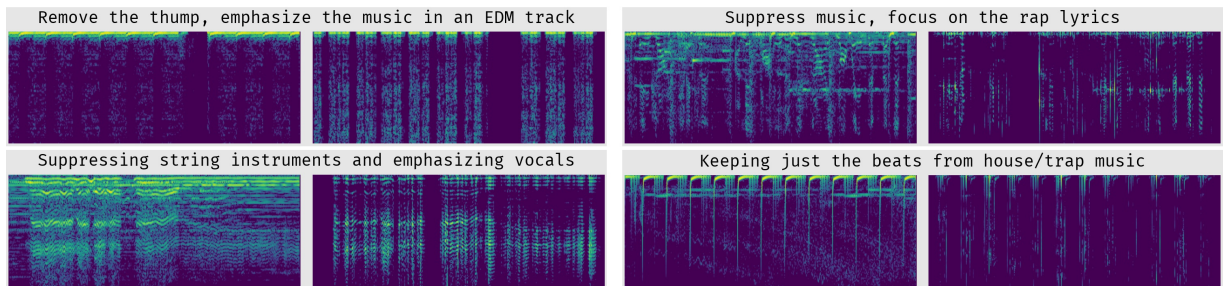 Remove the thump, emphasize the music in an EDM track
Suppress music, focus on the rap lyrics
Suppressing string instruments and emphasizing vocals
Keeping just the beats from house/trap music